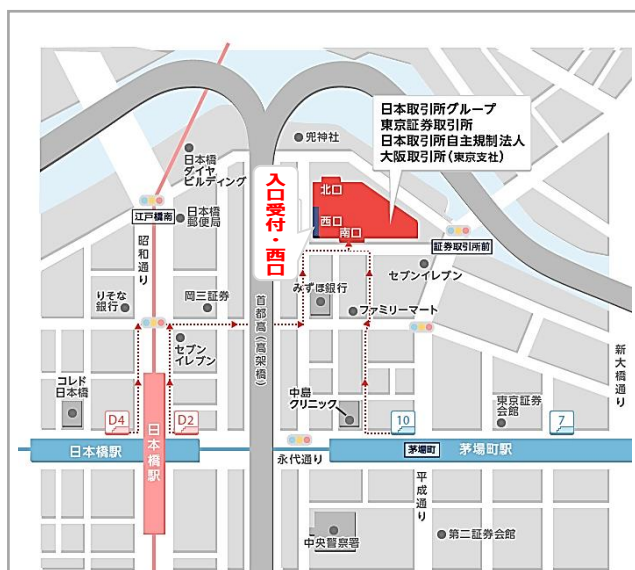 日本取引所グループ
東京証券取引所
日本取引所自主規制法人
大阪取引所(東京支社)
兜神社
日本橋
ダイヤ
ビルディング
入口受付・西口
北口
西口
南口
江戸橋南
日本橋
郵便局
証券取引所前
昭和通り
セブンイレブン
みずほ銀行
りそな
銀行
岡三証券
首都高(高架橋)
ファミリーマート
セブン
イレブン
新大橋通り
コレド
日本橋
中島
クリニック
東京証券
会館
D4
D2
10
7
日本橋駅
日本橋駅
茅場町
茅場町駅
永代通り
平成通り
中央警察署
第二証券会館